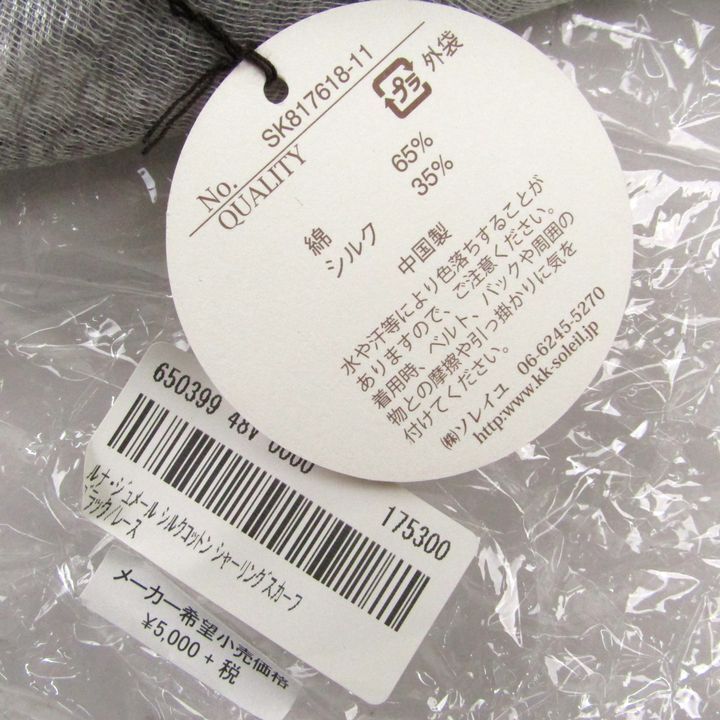 No. SK817618-11
QUALITY
プラ 外袋
綿 65%
シルク 35%
中国製
水や汗等により色落ちすることが
ありますので、ご注意ください。
着用時、ベルト、バックや周囲の
物との摩擦や引っ掛かりに気を
付けてください。
㈱ソレイユ 06-6245-5270
http:www.kk-soleil.jp
650399 48V 0000
175300
ルナ・ジュメール シルクコットン シャーリングスカーフ
ブラック/レース
メーカー希望小売価格
¥5,000 + 税